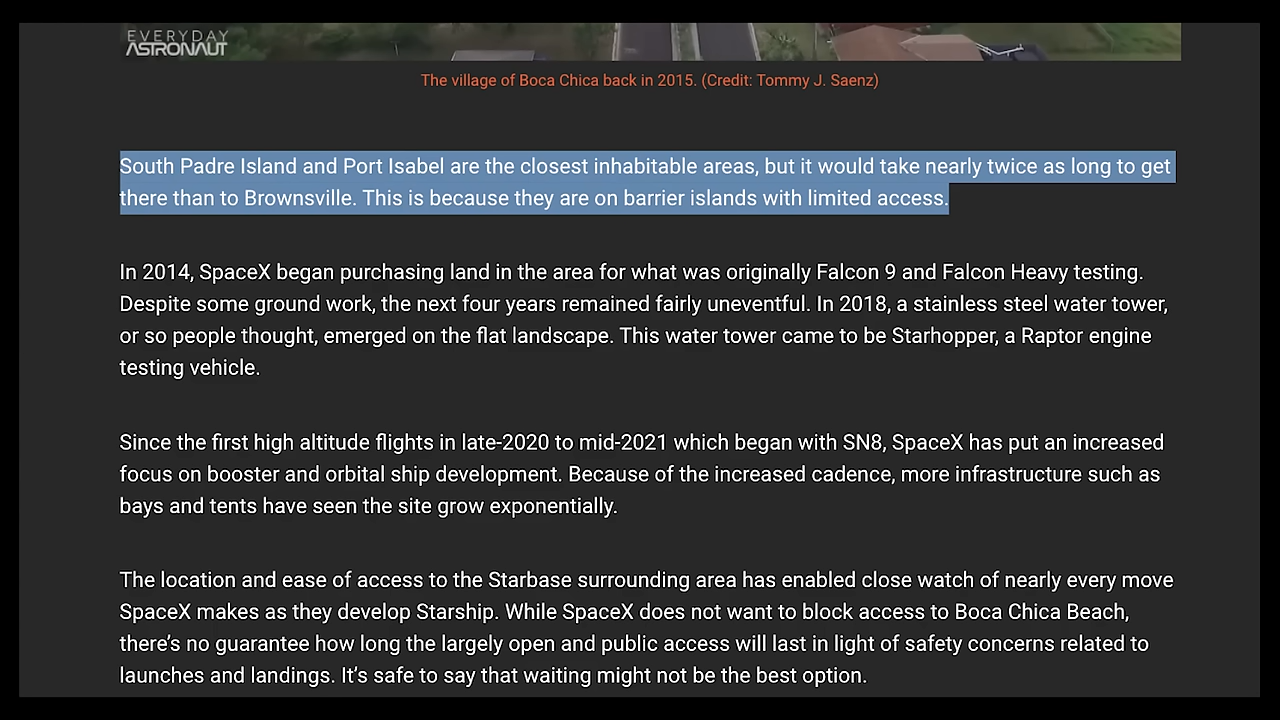 EVERYDAY
ASTRONAUT
The village of Boca Chica back in 2015. (Credit: Tommy J. Saenz)
South Padre Island and Port Isabel are the closest inhabitable areas, but it would take nearly twice as long to get
there than to Brownsville. This is because they are on barrier islands with limited access.
In 2014, SpaceX began purchasing land in the area for what was originally Falcon 9 and Falcon Heavy testing.
Despite some ground work, the next four years remained fairly uneventful. In 2018, a stainless steel water tower,
or so people thought, emerged on the flat landscape. This water tower came to be Starhopper, a Raptor engine
testing vehicle.
Since the first high altitude flights in late-2020 to mid-2021 which began with SN8, SpaceX has put an increased
focus on booster and orbital ship development. Because of the increased cadence, more infrastructure such as
bays and tents have seen the site grow exponentially.
The location and ease of access to the Starbase surrounding area has enabled close watch of nearly every move
SpaceX makes as they develop Starship. While SpaceX does not want to block access to Boca Chica Beach,
there’s no guarantee how long the largely open and public access will last in light of safety concerns related to
launches and landings. It’s safe to say that waiting might not be the best option.